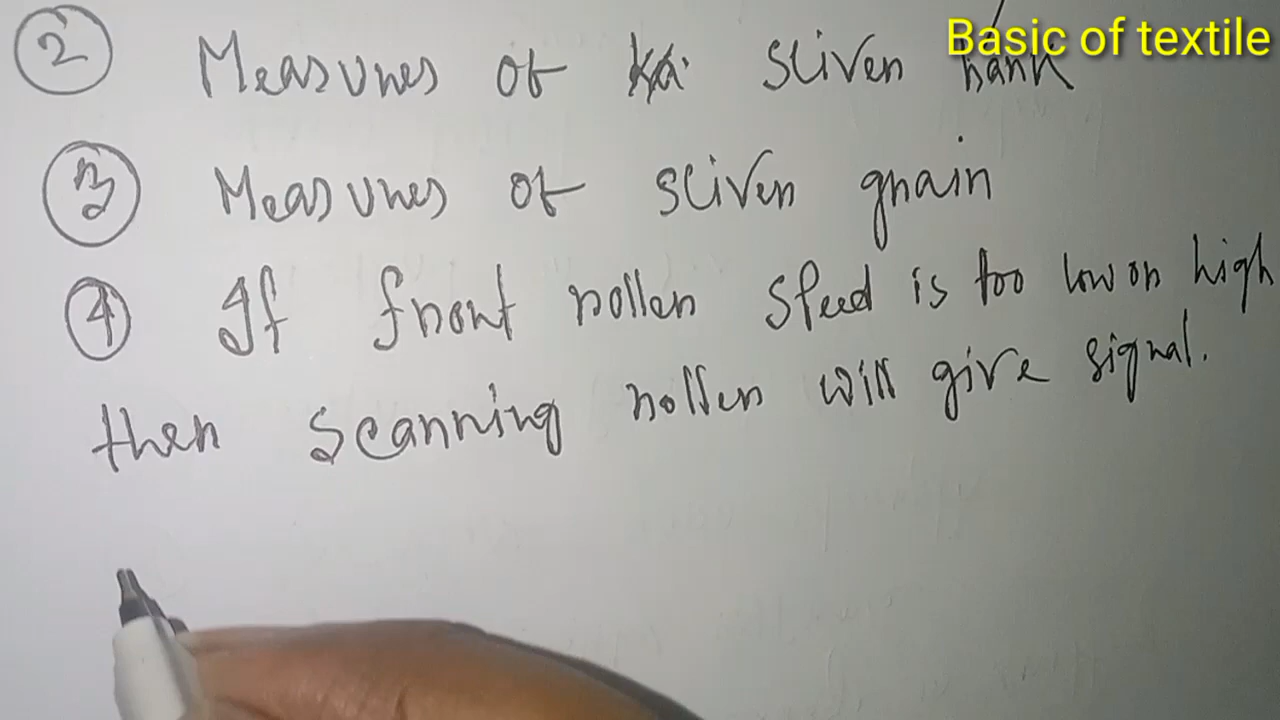 Basic of textile
② Measures of sliver hank
③ Measures of sliver grain
④ If front roller speed is too low or high
then scanning roller will give signal.